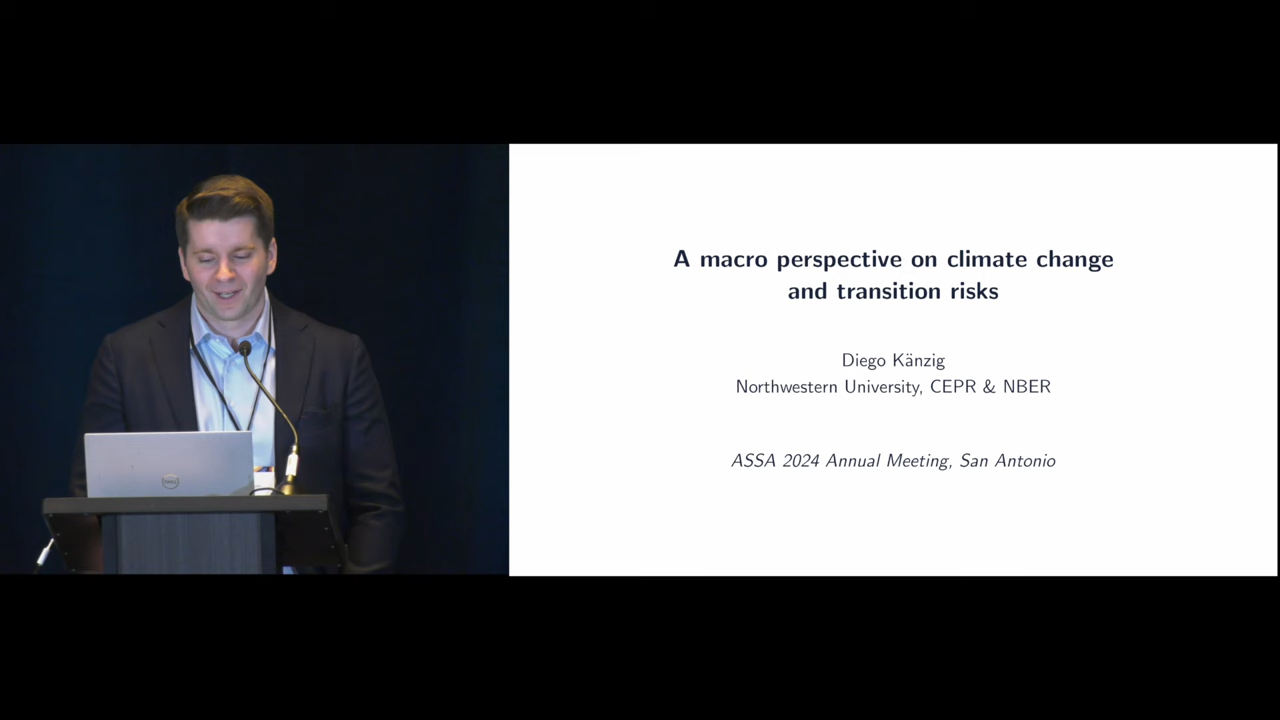 A macro perspective on climate change
and transition risks
Diego Känzig
Northwestern University, CEPR & NBER
ASSA 2024 Annual Meeting, San Antonio
DELL